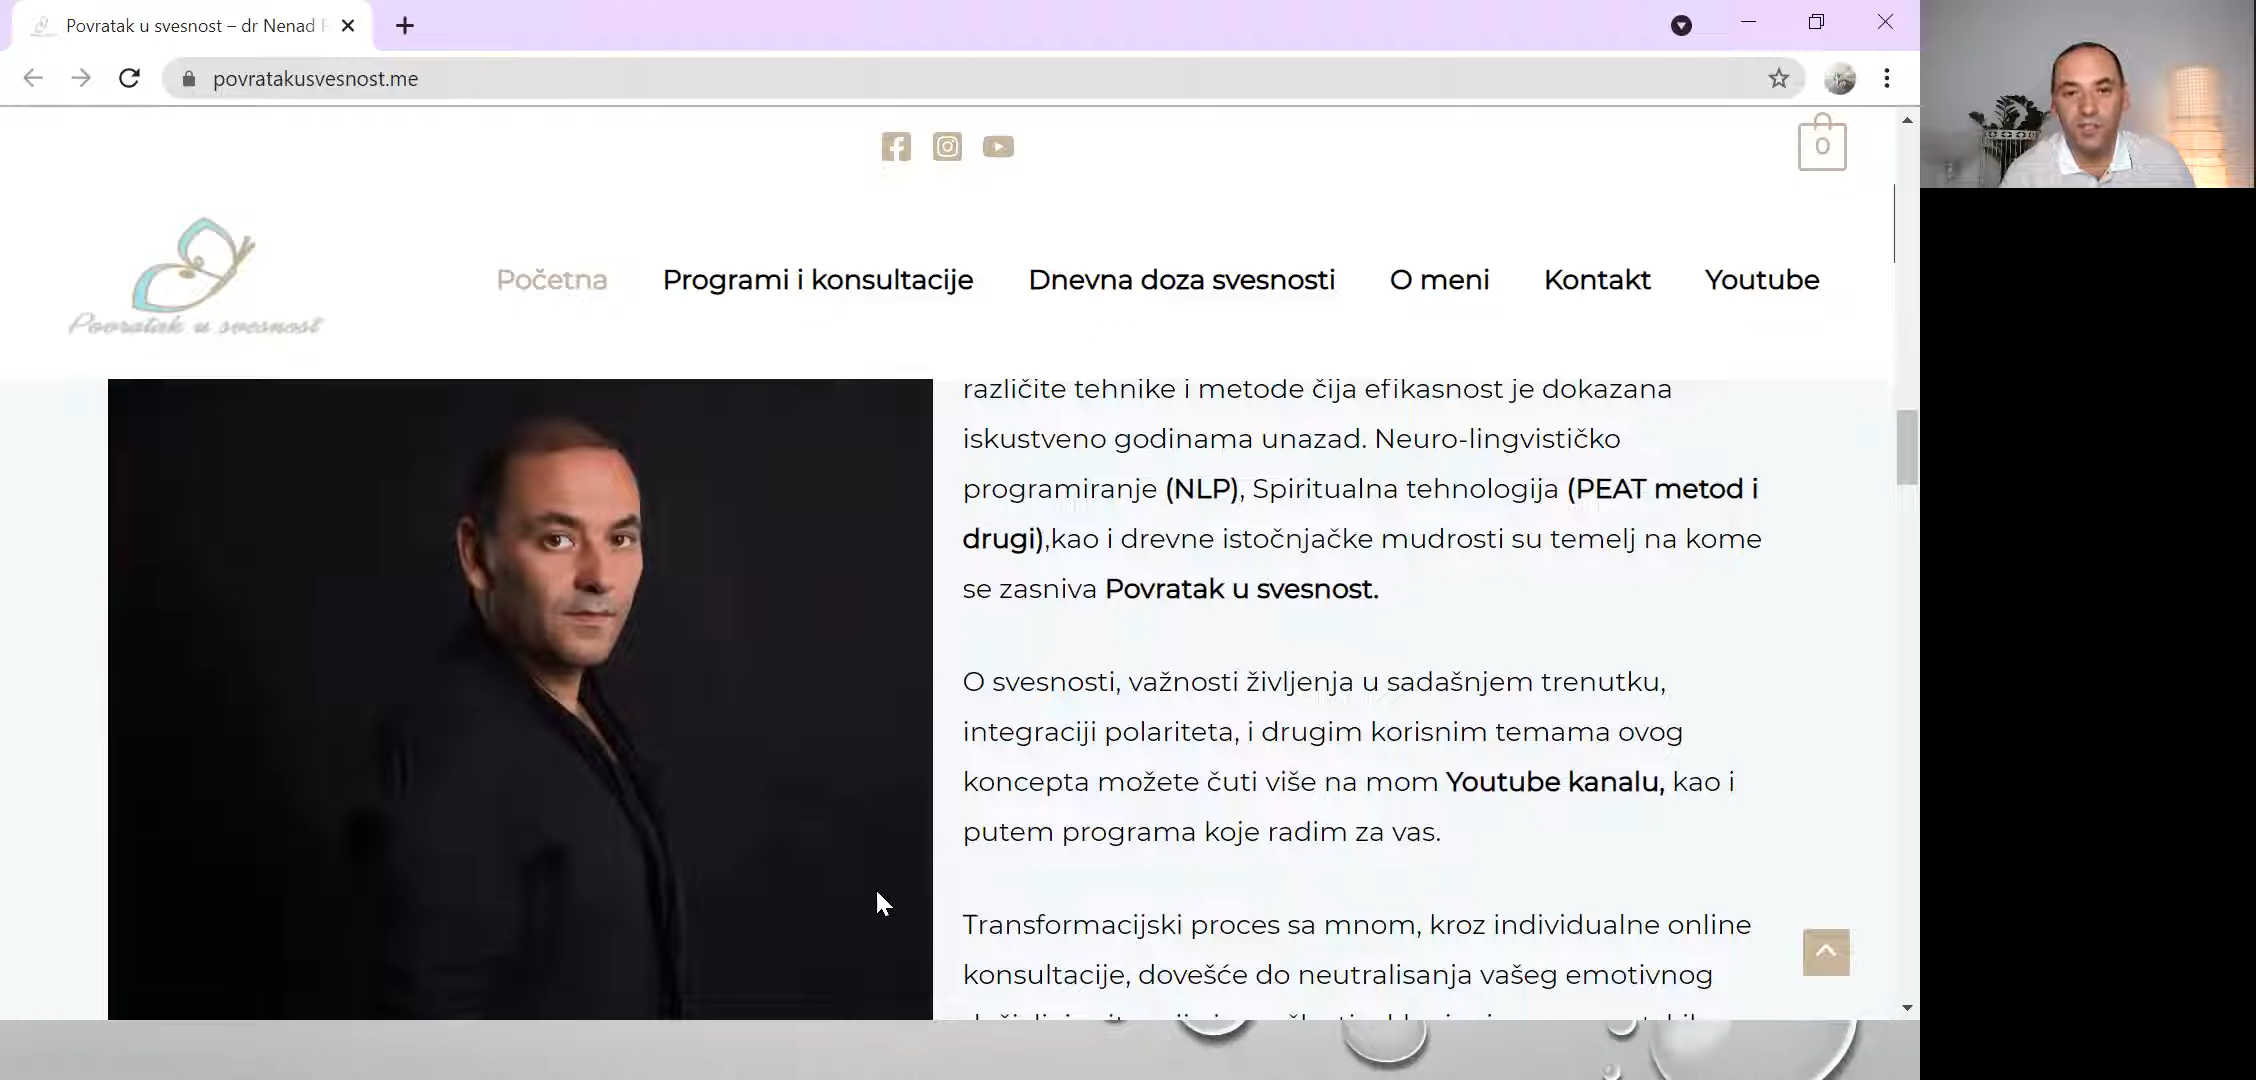 Povratak u svesnost – dr Nenad
povratakusvesnost.me
0
Povratak u svesnost
Početna
Programi i konsultacije
Dnevna doza svesnosti
O meni
Kontakt
Youtube
različite tehnike i metode čija efikasnost je dokazana
iskustveno godinama unazad. Neuro-lingvističko
programiranje (NLP), Spiritualna tehnologija (PEAT metod i
drugi),kao i drevne istočnjačke mudrosti su temelj na kome
se zasniva Povratak u svesnost.
O svesnosti, važnosti življenja u sadašnjem trenutku,
integraciji polariteta, i drugim korisnim temama ovog
koncepta možete čuti više na mom Youtube kanalu, kao i
putem programa koje radim za vas.
Transformacijski proces sa mnom, kroz individualne online
konsultacije, dovešće do neutralisanja vašeg emotivnog